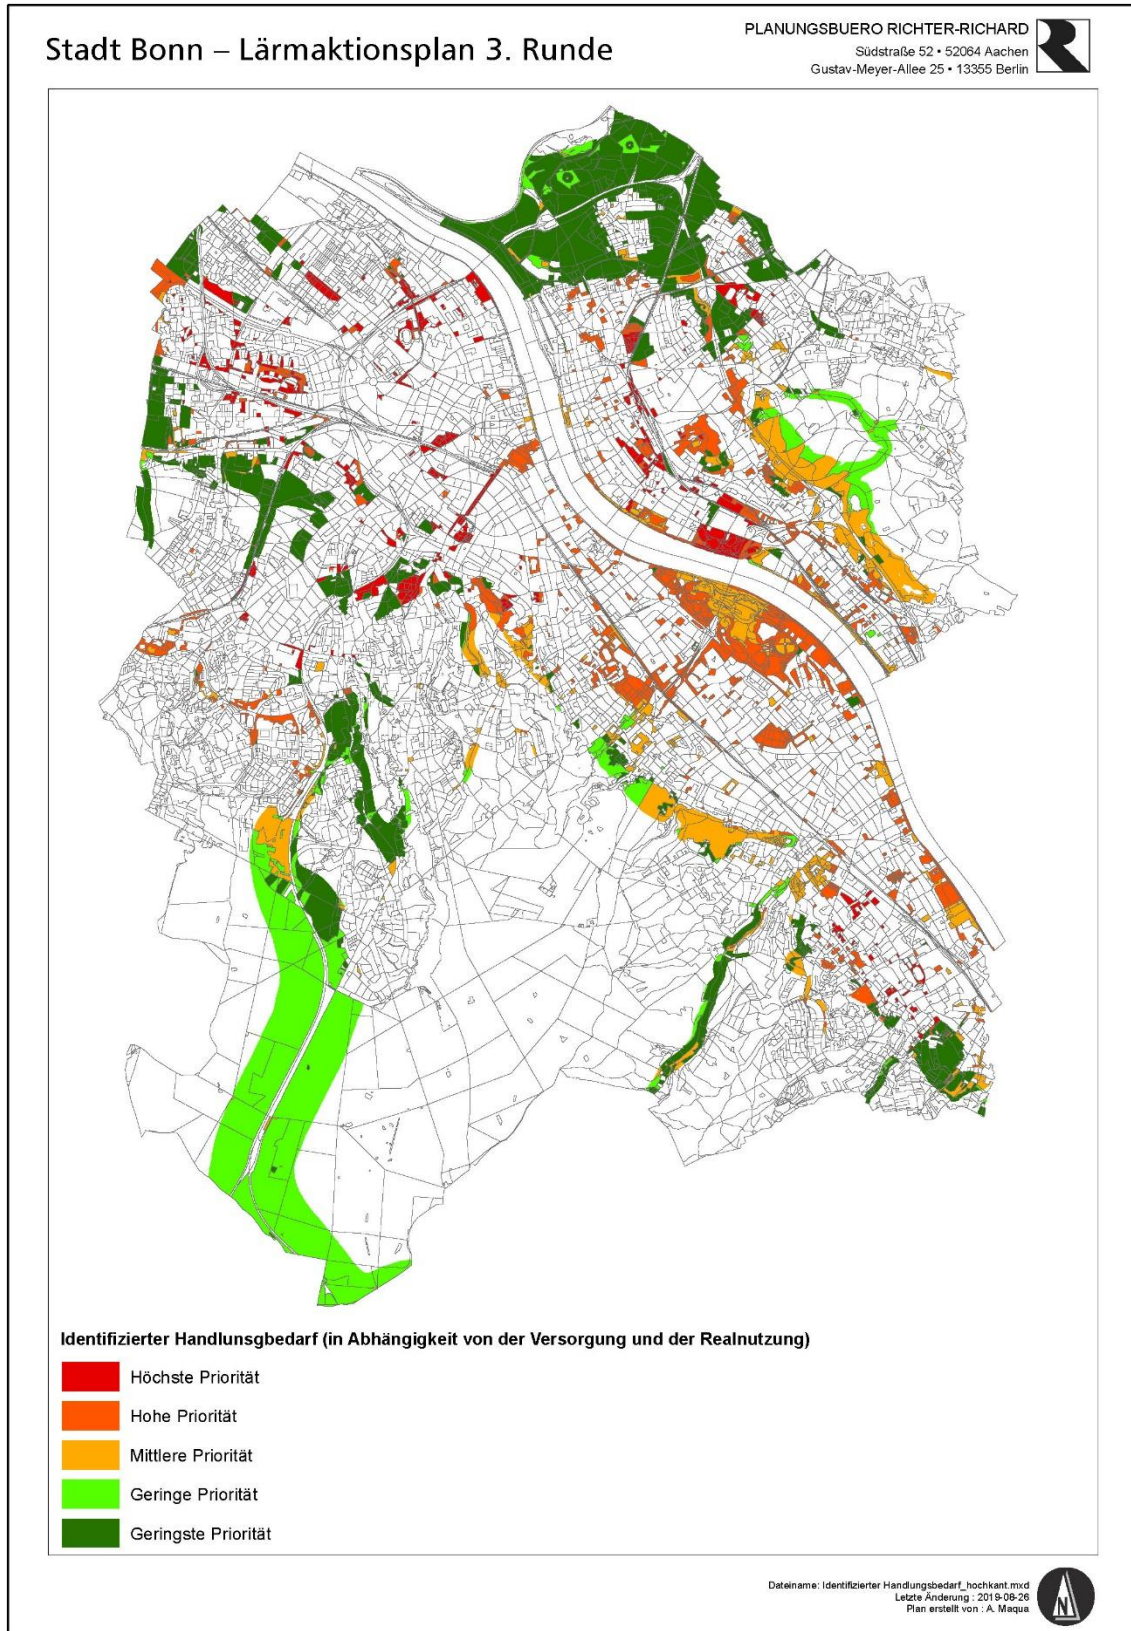 Stadt Bonn – Lärmaktionsplan 3. Runde
PLANUNGSBUERO RICHTER-RICHARD
Südstraße 52 • 52064 Aachen
Gustav-Meyer-Allee 25 • 13355 Berlin
Identifizierter Handlunsgbedarf (in Abhängigkeit von der Versorgung und der Realnutzung)
Höchste Priorität
Hohe Priorität
Mittlere Priorität
Geringe Priorität
Geringste Priorität
Dateiname: Identifizierter Handlungsbedarf_hochkant.mxd
Letzte Änderung : 2019-08-26
Plan erstellt von : A. Maqua
N